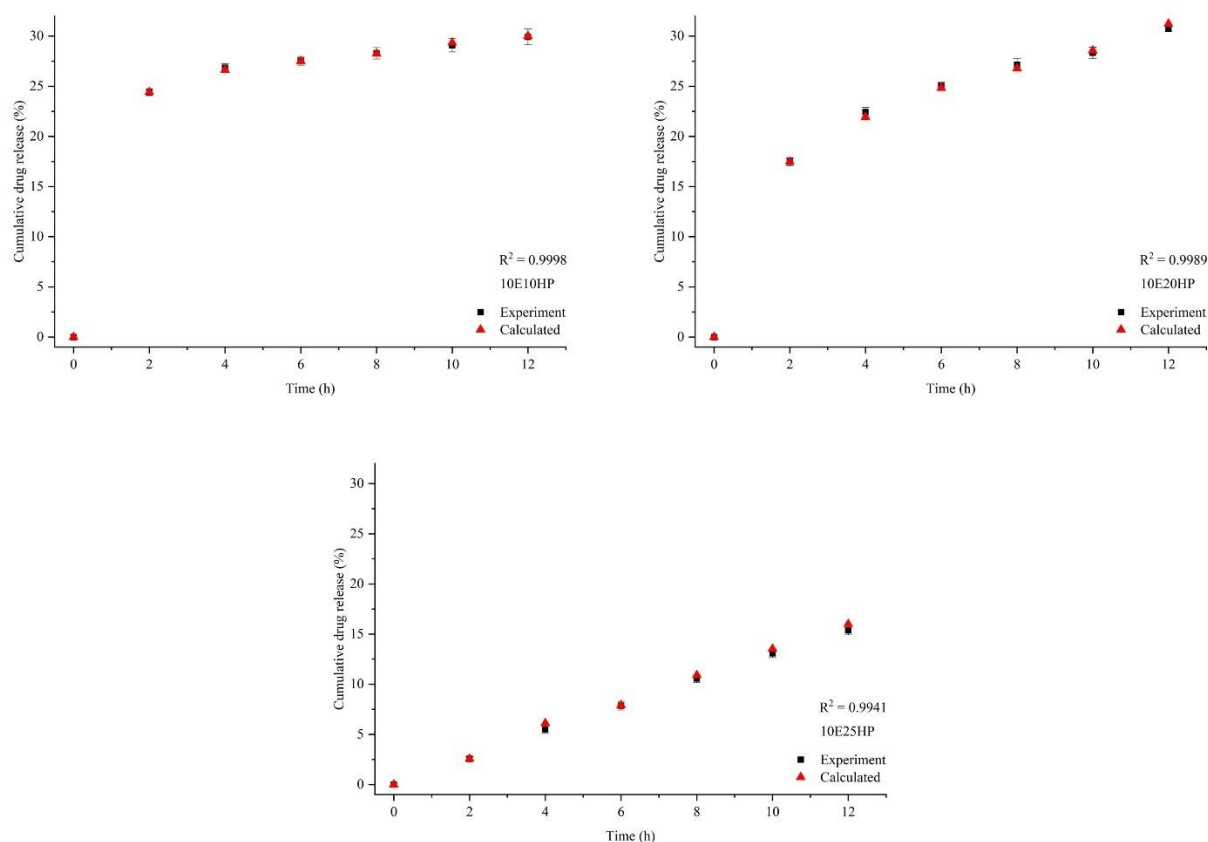 Cumulative drug release (%)
30
25
20
15
10
5
0
R² = 0.9998
10E10HP
Experiment
Calculated
0 2 4 6 8 10 12
Time (h)
Cumulative drug release (%)
30
25
20
15
10
5
0
R² = 0.9989
10E20HP
Experiment
Calculated
0 2 4 6 8 10 12
Time (h)
Cumulative drug release (%)
30
25
20
15
10
5
0
R² = 0.9941
10E25HP
Experiment
Calculated
0 2 4 6 8 10 12
Time (h)